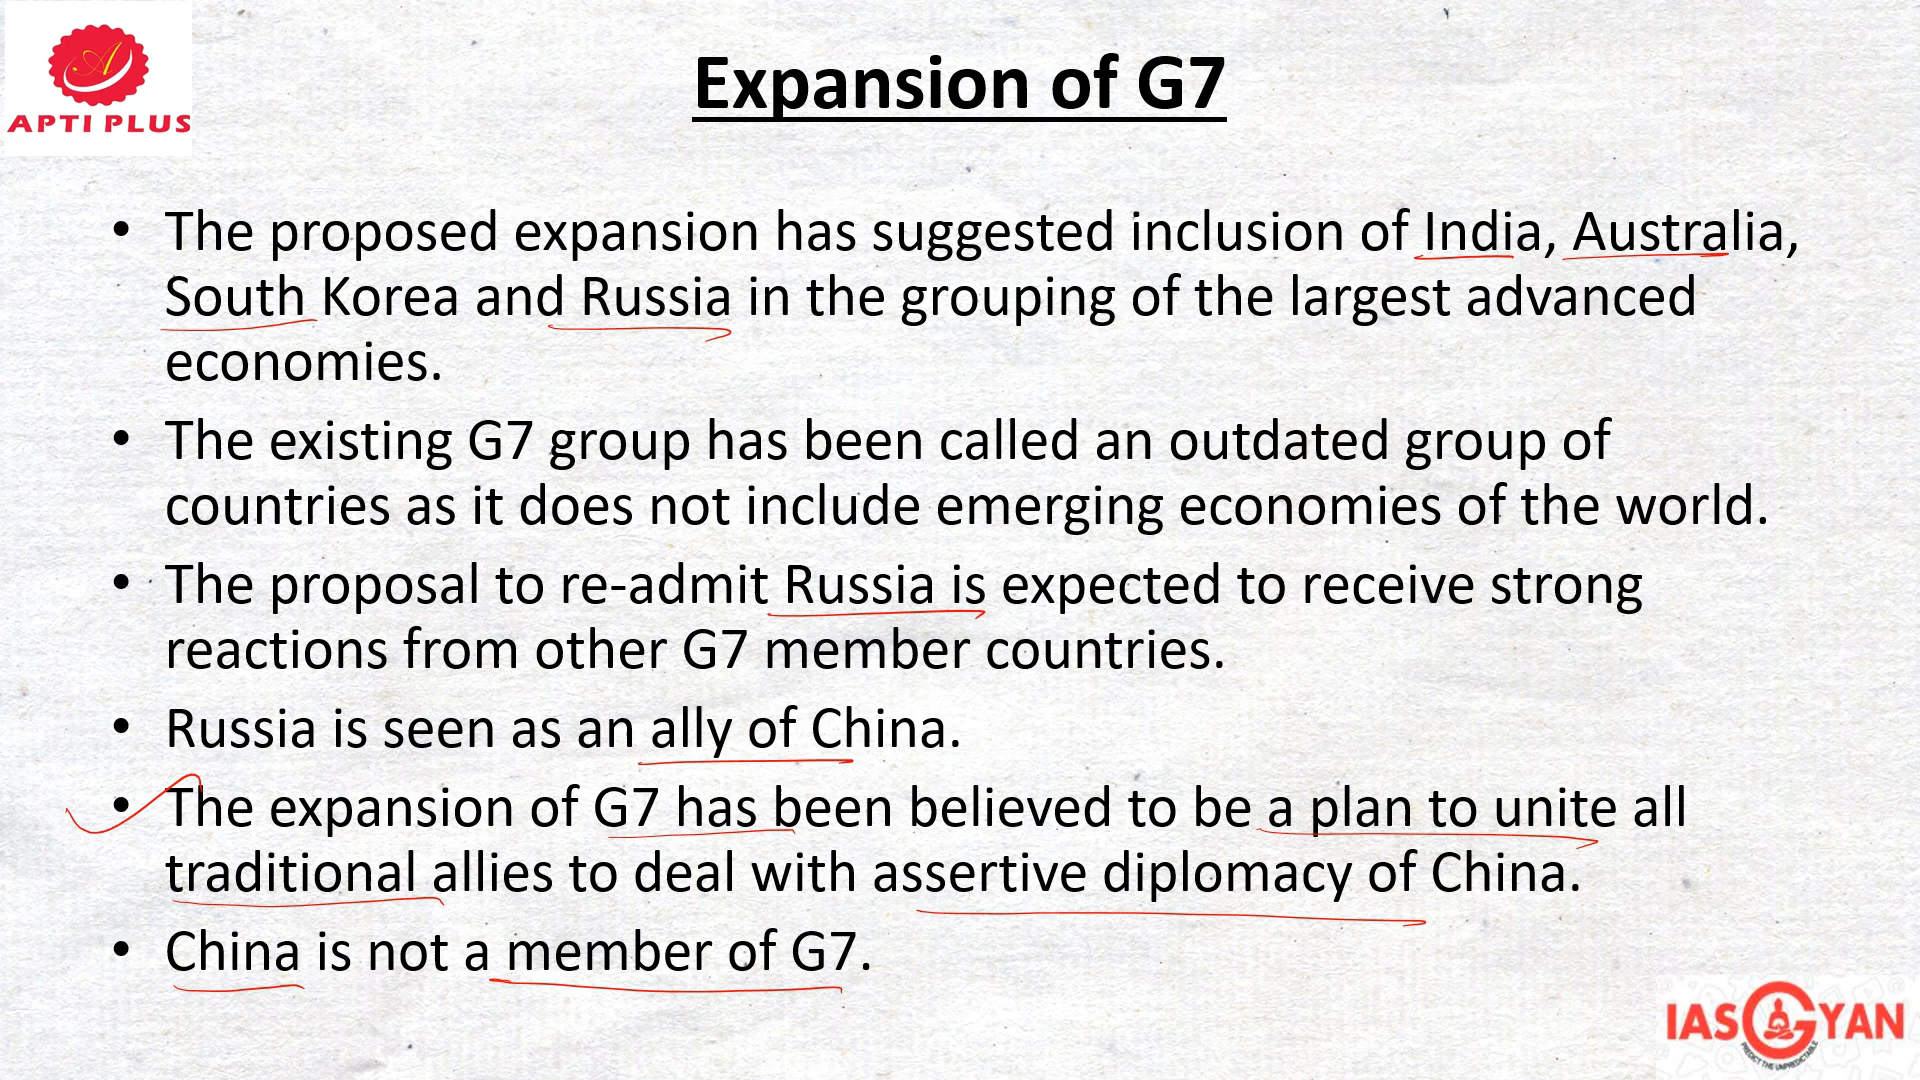 APTI PLUS
Expansion of G7
• The proposed expansion has suggested inclusion of India, Australia,
South Korea and Russia in the grouping of the largest advanced
economies.
• The existing G7 group has been called an outdated group of
countries as it does not include emerging economies of the world.
• The proposal to re-admit Russia is expected to receive strong
reactions from other G7 member countries.
• Russia is seen as an ally of China.
• The expansion of G7 has been believed to be a plan to unite all
traditional allies to deal with assertive diplomacy of China.
• China is not a member of G7.
IAS GYAN
PREDICT THE UNPREDICTABLE